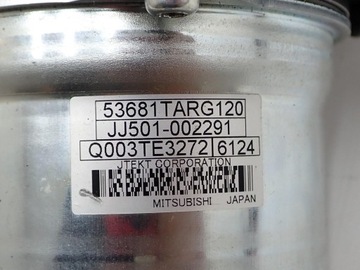 53681TARG120
JJ501-002291
Q003TE3272 6124
JTEKT CORPORATION
MITSUBISHI JAPAN